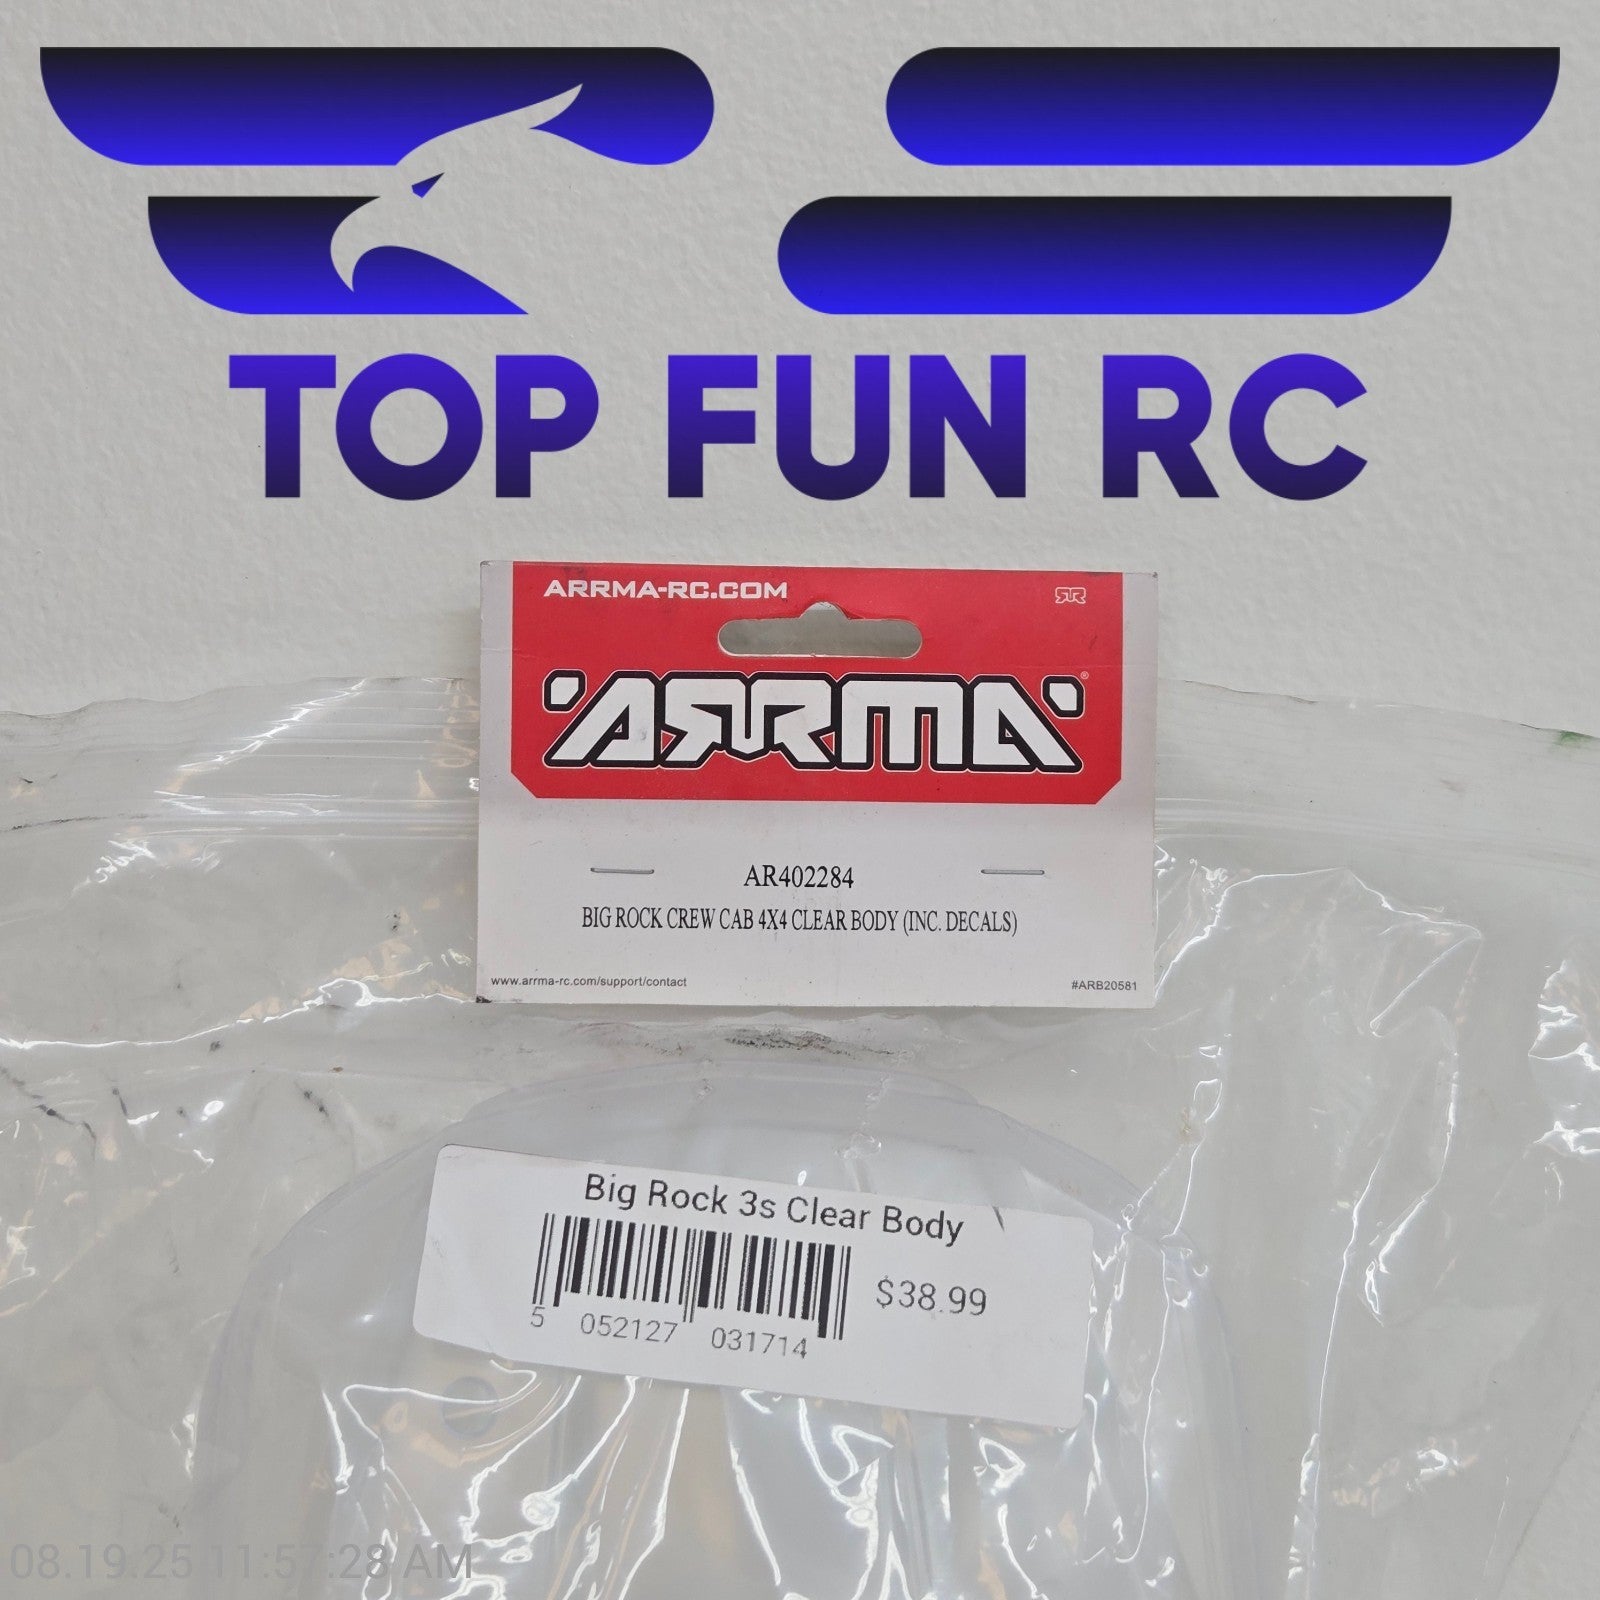 TOP FUN RC
ARRMA-RC.COM
ARRMA®
AR402284
BIG ROCK CREW CAB 4X4 CLEAR BODY (INC. DECALS)
www.arrma-rc.com/support/contact #ARB20581
Big Rock 3s Clear Body
$38.99
5 052127 031714
08.19.25 11:57:28 AM